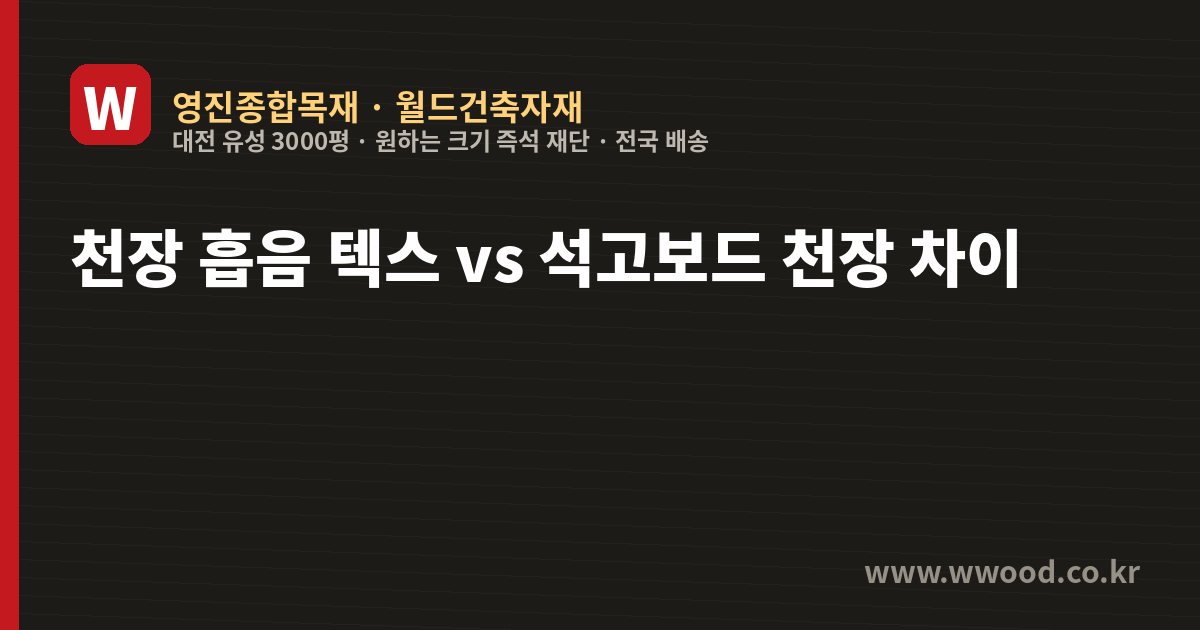 W
영진종합목재 · 월드건축자재
대전 유성 3000평 · 원하는 크기 즉석 재단 · 전국 배송
천장 흡음 텍스 vs 석고보드 천장 차이
www.wwood.co.kr